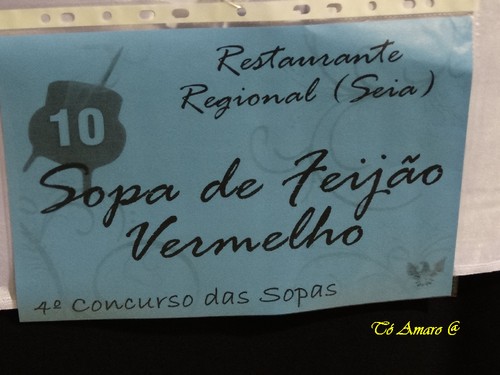 Restaurante
Regional (Seia)
10
Sopa de Feijão
Vermelho
4º Concurso das Sopas
Tó Amaro @